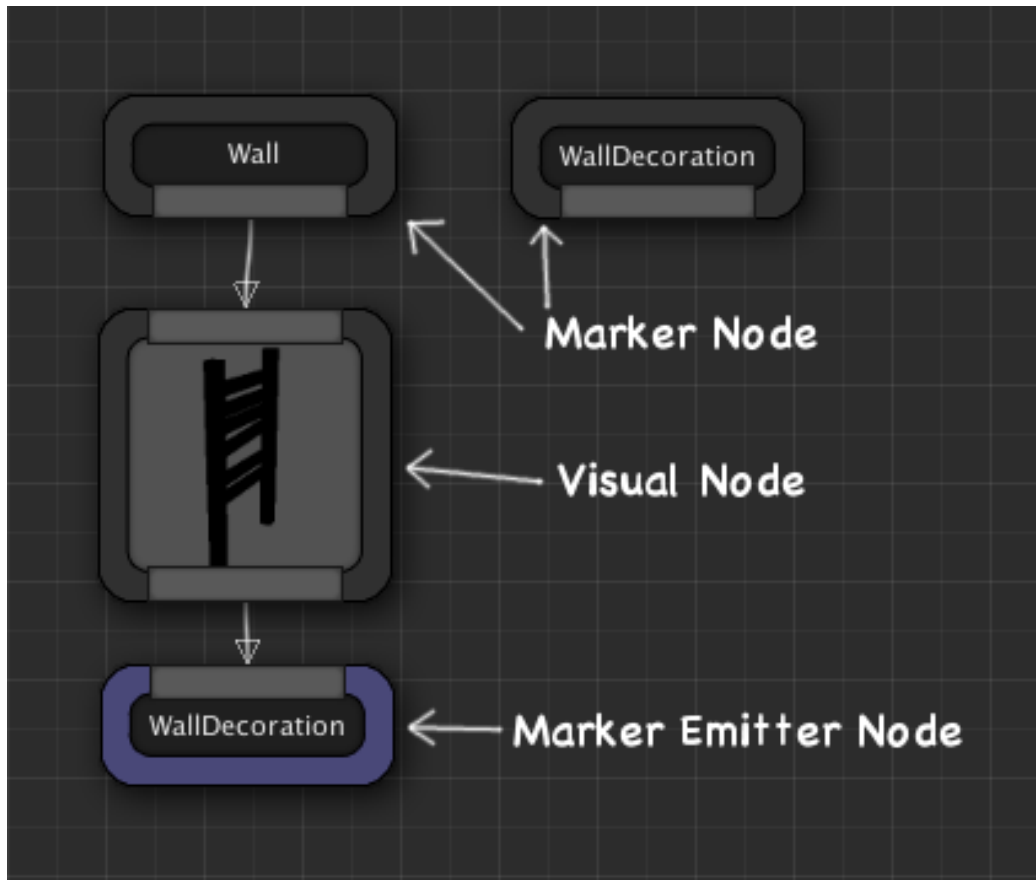 Wall
WallDecoration
Marker Node
Visual Node
WallDecoration
Marker Emitter Node